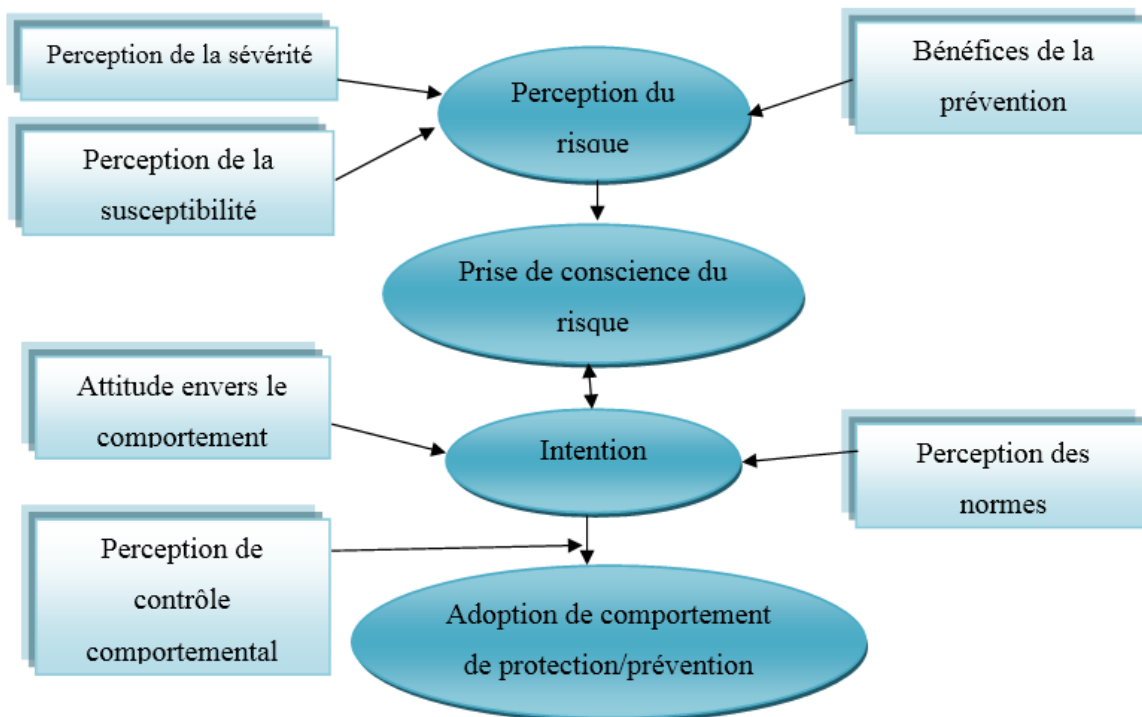 Perception de la sévérité
Perception du
risque
Bénéfices de la
prévention
Perception de la
susceptibilité
Prise de conscience du
risque
Attitude envers le
comportement
Intention
Perception des
normes
Perception de
contrôle
comportemental
Adoption de comportement
de protection/prévention